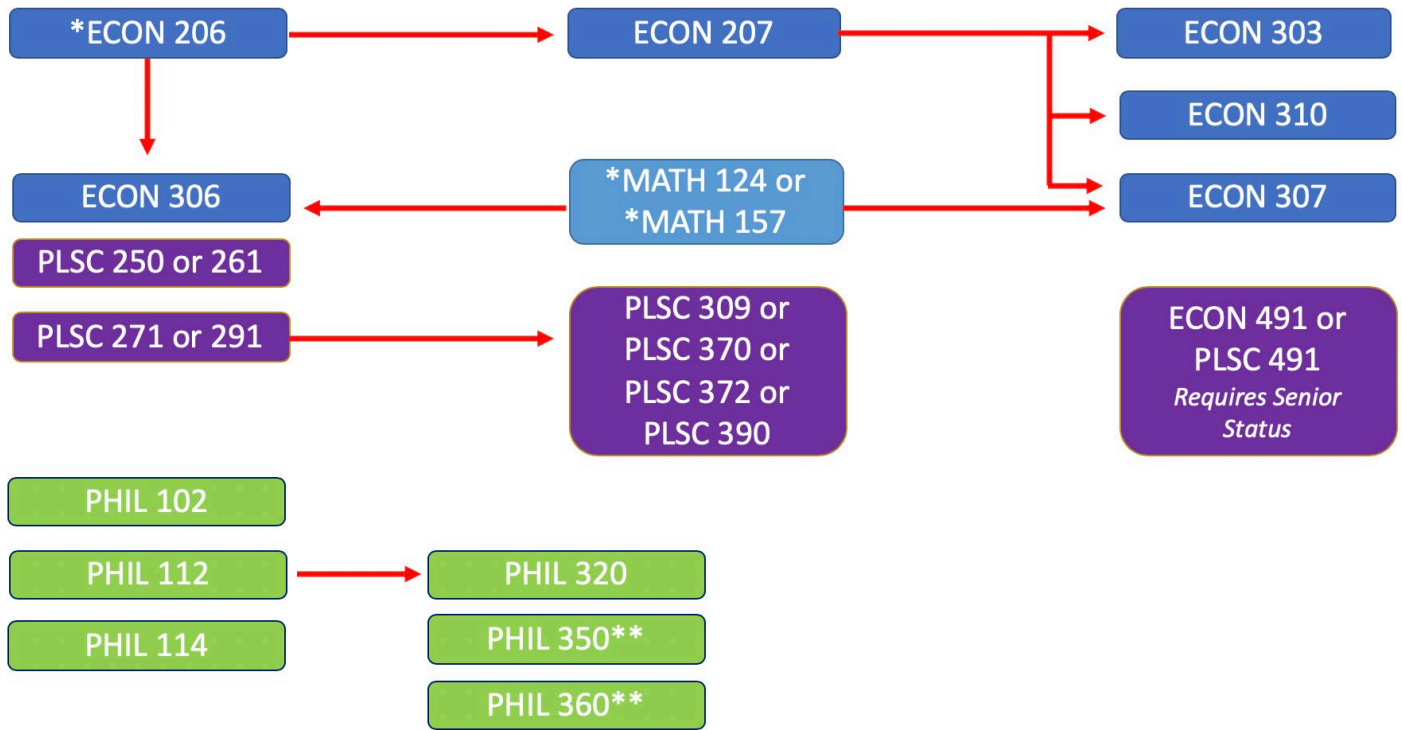 *ECON 206
ECON 207
ECON 303
ECON 310
ECON 306
*MATH 124 or
*MATH 157
ECON 307
PLSC 250 or 261
PLSC 271 or 291
PLSC 309 or
PLSC 370 or
PLSC 372 or
PLSC 390
ECON 491 or
PLSC 491
Requires Senior
Status
PHIL 102
PHIL 112
PHIL 320
PHIL 114
PHIL 350**
PHIL 360**